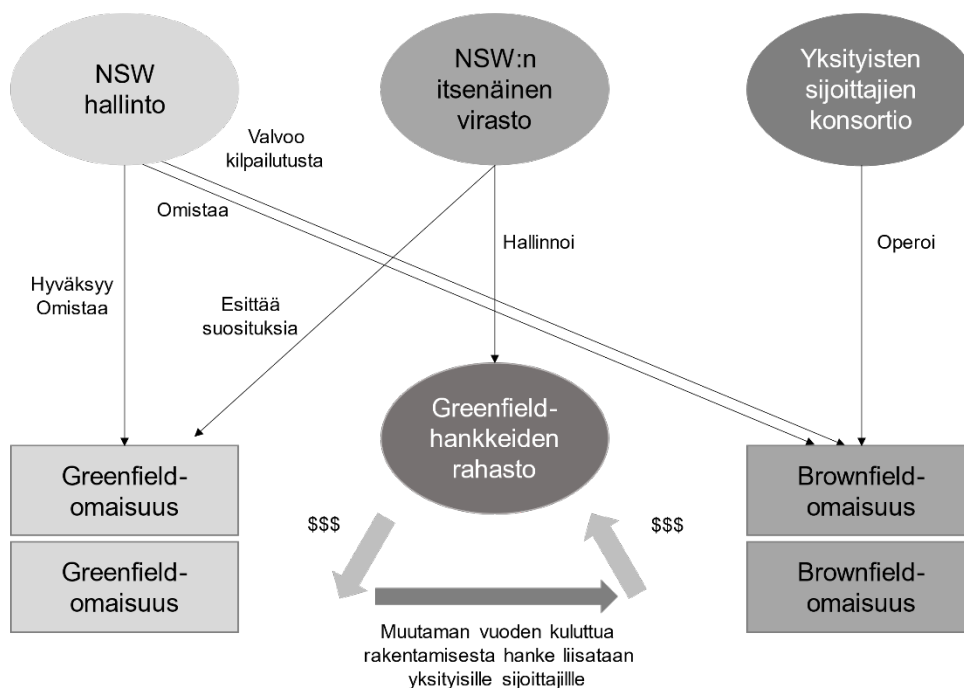 NSW
hallinto
NSW:n
itsenäinen
virasto
Yksityisten
sijoittajien
konsortio
Valvoo
kilpailutusta
Omistaa
Hallinnoi
Operoi
Hyväksyy
Omistaa
Esittää
suosituksia
Greenfield-
hankkeiden
rahasto
Greenfield-
omaisuus
Brownfield-
omaisuus
$$$
$$$
Greenfield-
omaisuus
Brownfield-
omaisuus
Muutaman vuoden kuluttua
rakentamisesta hanke liisataan
yksityisille sijoittajillle